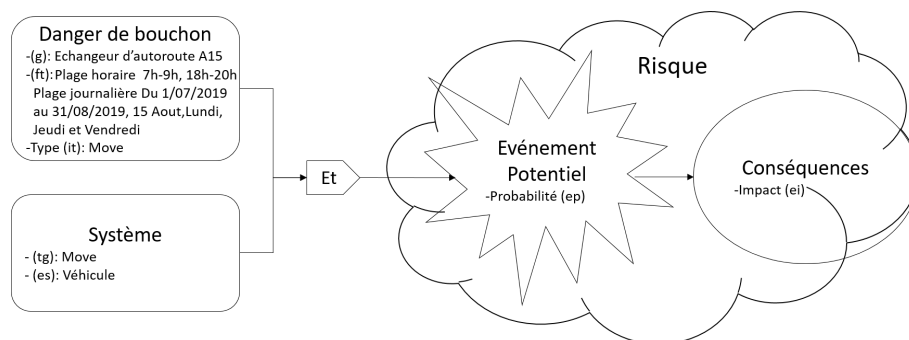 Danger de bouchon
-(g): Echangeur d'autoroute A15
-(ft): Plage horaire 7h-9h, 18h-20h
Plage journalière Du 1/07/2019
au 31/08/2019, 15 Aout,Lundi,
Jeudi et Vendredi
-Type (it): Move
Système
- (tg): Move
- (es): Véhicule
Et
Risque
Evénement
Potentiel
-Probabilité (ep)
Conséquences
-Impact (ei)